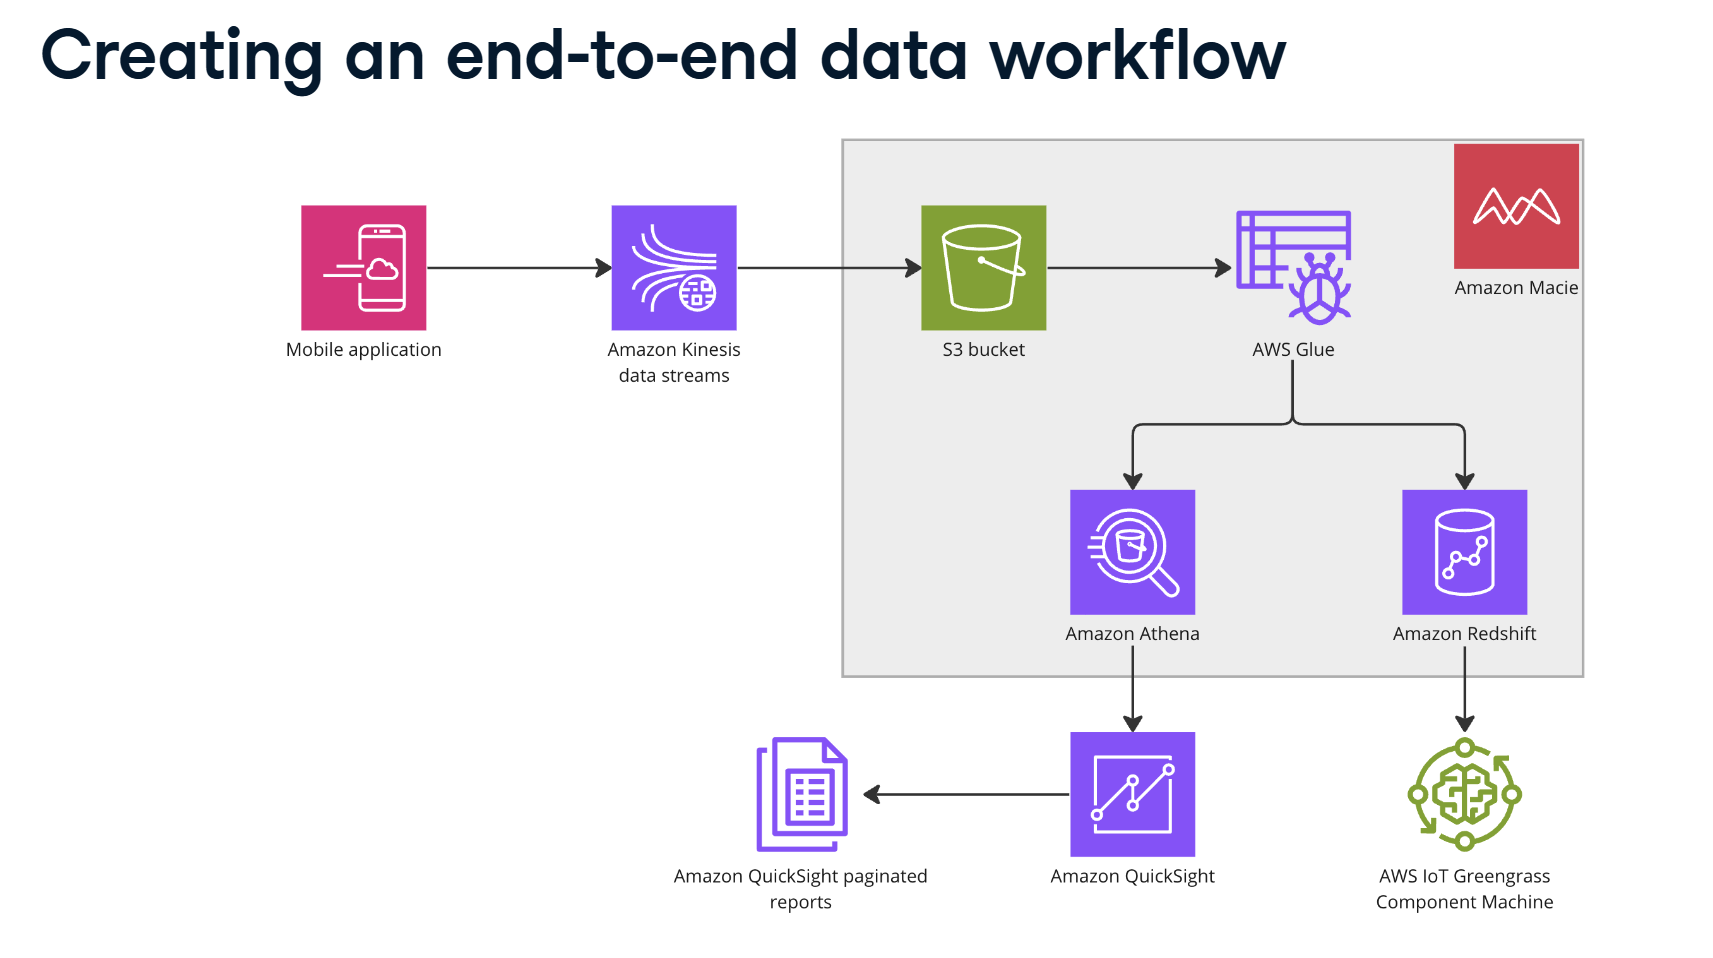 Creating an end-to-end data workflow
Amazon Macie
Mobile application
Amazon Kinesis
data streams
S3 bucket
AWS Glue
Amazon Athena
Amazon Redshift
Amazon QuickSight paginated
reports
Amazon QuickSight
AWS IoT Greengrass
Component Machine